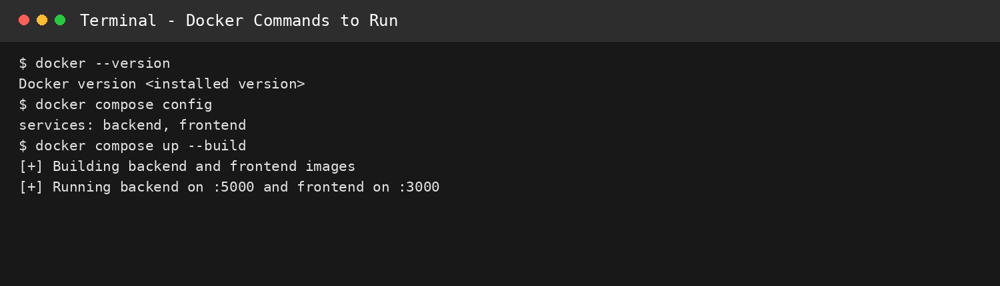 Terminal - Docker Commands to Run
$ docker --version
Docker version <installed version>
$ docker compose config
services: backend, frontend
$ docker compose up --build
[+] Building backend and frontend images
[+] Running backend on :5000 and frontend on :3000